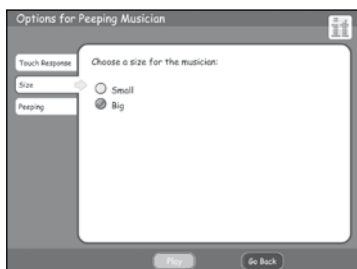 Options for Peeping Musician
Touch Response
Choose a size for the musician:
Size
Small
Big
Peeping
Play
Go Back